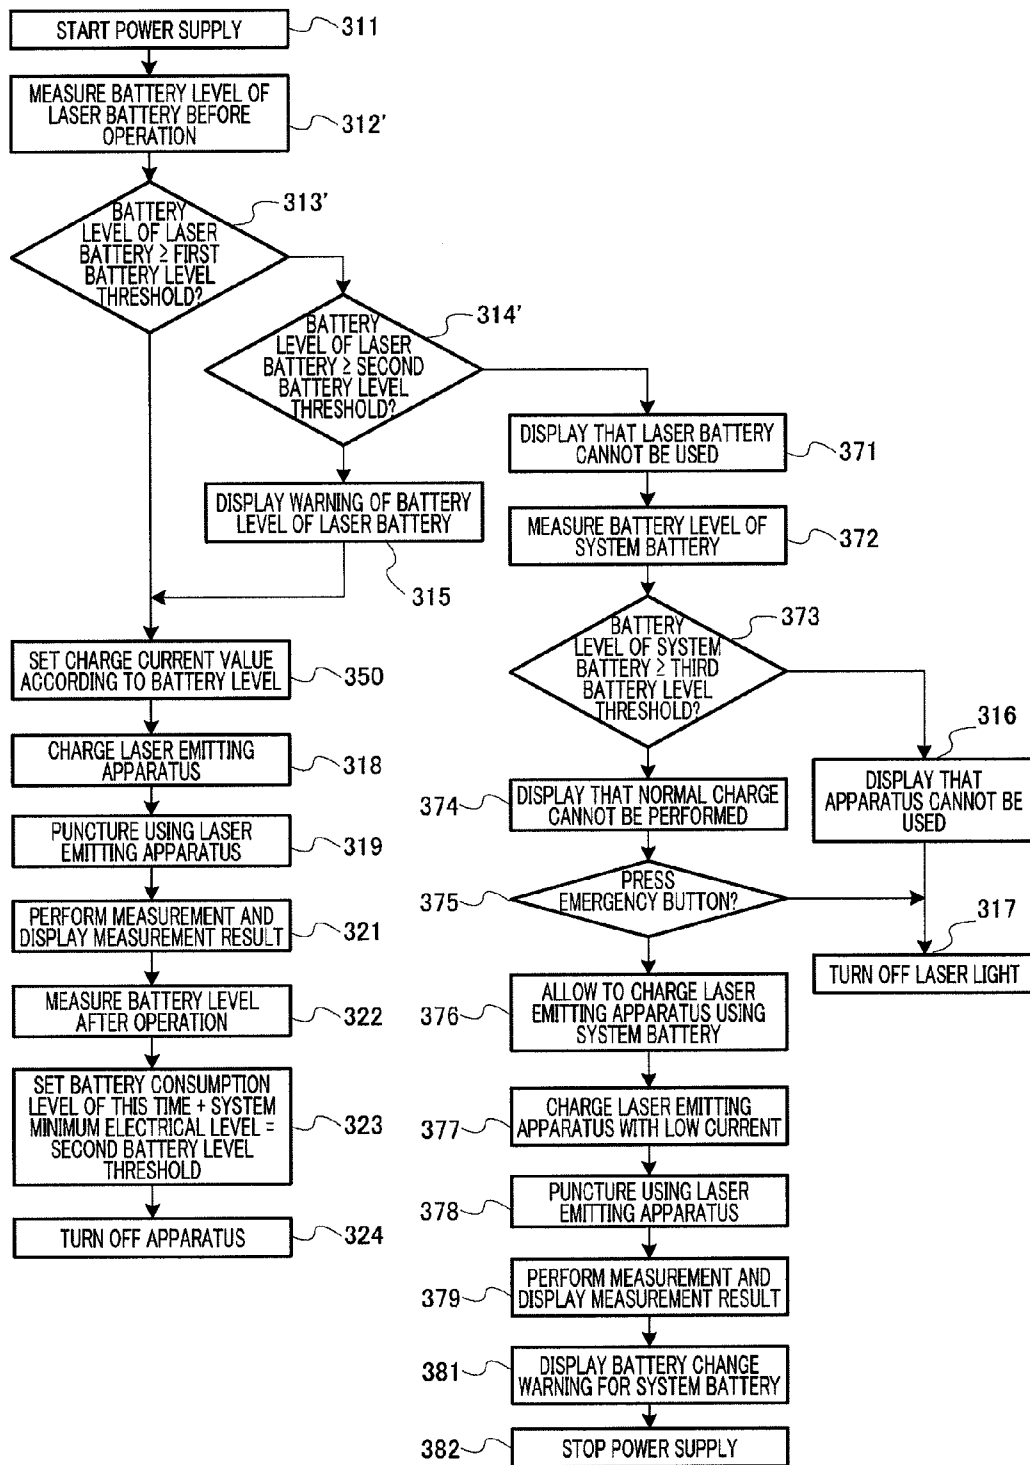 START POWER SUPPLY
311
MEASURE BATTERY LEVEL OF
LASER BATTERY BEFORE
OPERATION
312'
BATTERY
LEVEL OF LASER
BATTERY ≥ FIRST
BATTERY LEVEL
THRESHOLD?
313'
BATTERY
LEVEL OF LASER
BATTERY ≥ SECOND
BATTERY LEVEL
THRESHOLD?
314'
DISPLAY WARNING OF BATTERY
LEVEL OF LASER BATTERY
315
SET CHARGE CURRENT VALUE
ACCORDING TO BATTERY LEVEL
350
CHARGE LASER EMITTING
APPARATUS
318
PUNCTURE USING LASER
EMITTING APPARATUS
319
PERFORM MEASUREMENT AND
DISPLAY MEASUREMENT RESULT
321
MEASURE BATTERY LEVEL
AFTER OPERATION
322
SET BATTERY CONSUMPTION
LEVEL OF THIS TIME + SYSTEM
MINIMUM ELECTRICAL LEVEL =
SECOND BATTERY LEVEL
THRESHOLD
323
TURN OFF APPARATUS
324
DISPLAY THAT LASER BATTERY
CANNOT BE USED
371
MEASURE BATTERY LEVEL OF
SYSTEM BATTERY
372
BATTERY
LEVEL OF SYSTEM
BATTERY ≥ THIRD
BATTERY LEVEL
THRESHOLD?
373
316
DISPLAY THAT
APPARATUS CANNOT BE
USED
374
DISPLAY THAT NORMAL CHARGE
CANNOT BE PERFORMED
375
PRESS
EMERGENCY BUTTON?
317
TURN OFF LASER LIGHT
376
ALLOW TO CHARGE LASER
EMITTING APPARATUS USING
SYSTEM BATTERY
377
CHARGE LASER EMITTING
APPARATUS WITH LOW CURRENT
378
PUNCTURE USING LASER
EMITTING APPARATUS
379
PERFORM MEASUREMENT AND
DISPLAY MEASUREMENT RESULT
381
DISPLAY BATTERY CHANGE
WARNING FOR SYSTEM BATTERY
382
STOP POWER SUPPLY